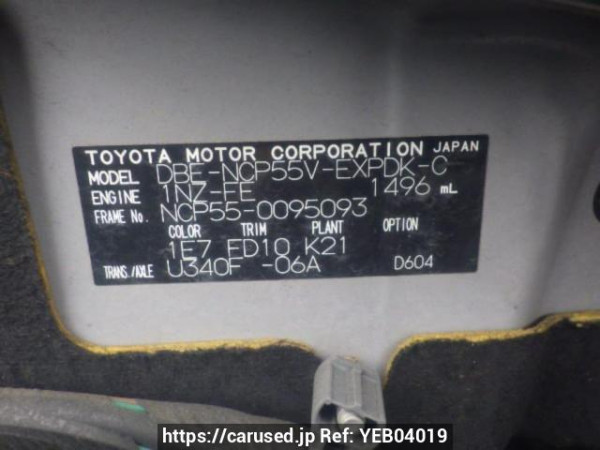 TOYOTA MOTOR CORPORATION JAPAN
MODEL DBE-NCP55V-EXPDK-C
ENGINE 1NZ-FE 1496 mL
FRAME No. NCP55-0095093
COLOR TRIM PLANT OPTION
1E7 FD10 K21
TRANS./AXLE U340F -06A D604
https://carused.jp Ref: YEB04019